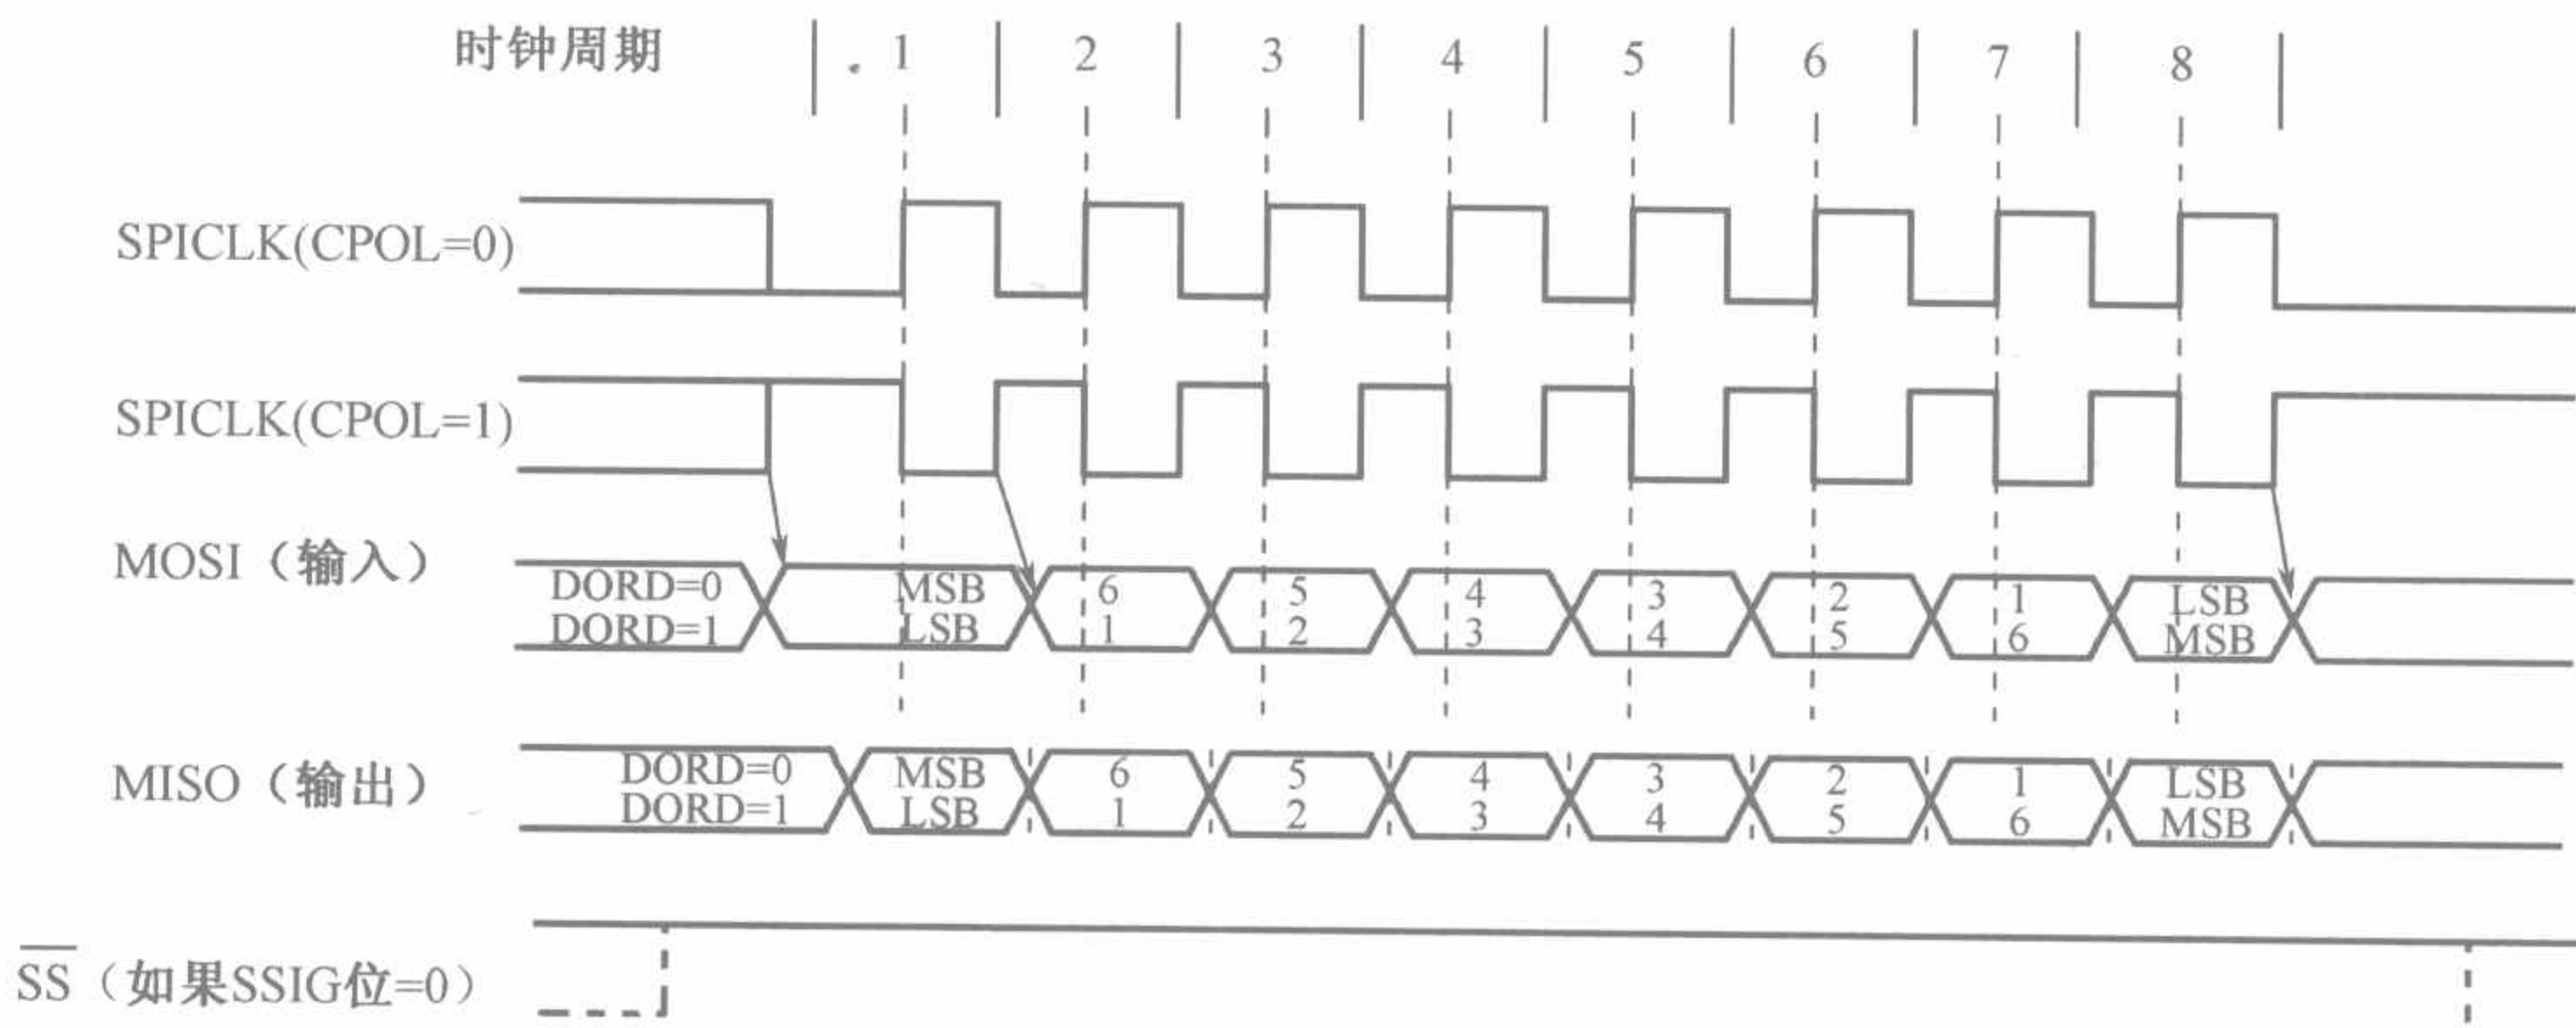 时钟周期 1 2 3 4 5 6 7 8
SPICLK(CPOL=0)
SPICLK(CPOL=1)
MOSI（输入） DORD=0 MSB 6 5 4 3 2 1 LSB
DORD=1 LSB 1 2 3 4 5 6 MSB
MISO（输出） DORD=0 MSB 6 5 4 3 2 1 LSB
DORD=1 LSB 1 2 3 4 5 6 MSB
SS（如果SSIG位=0）